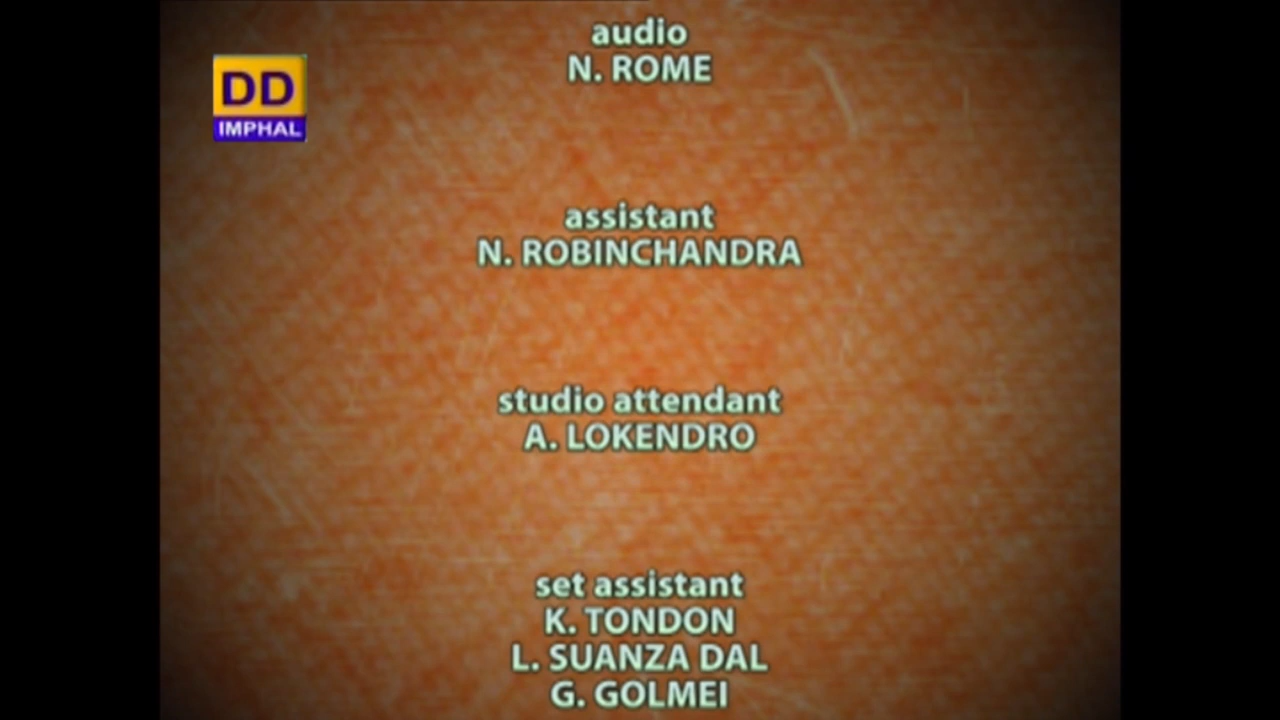 audio
N. ROME
DD
IMPHAL
assistant
N. ROBINCHANDRA
studio attendant
A. LOKENDRO
set assistant
K. TONDON
L. SUANZA DAL
G. GOLMEI